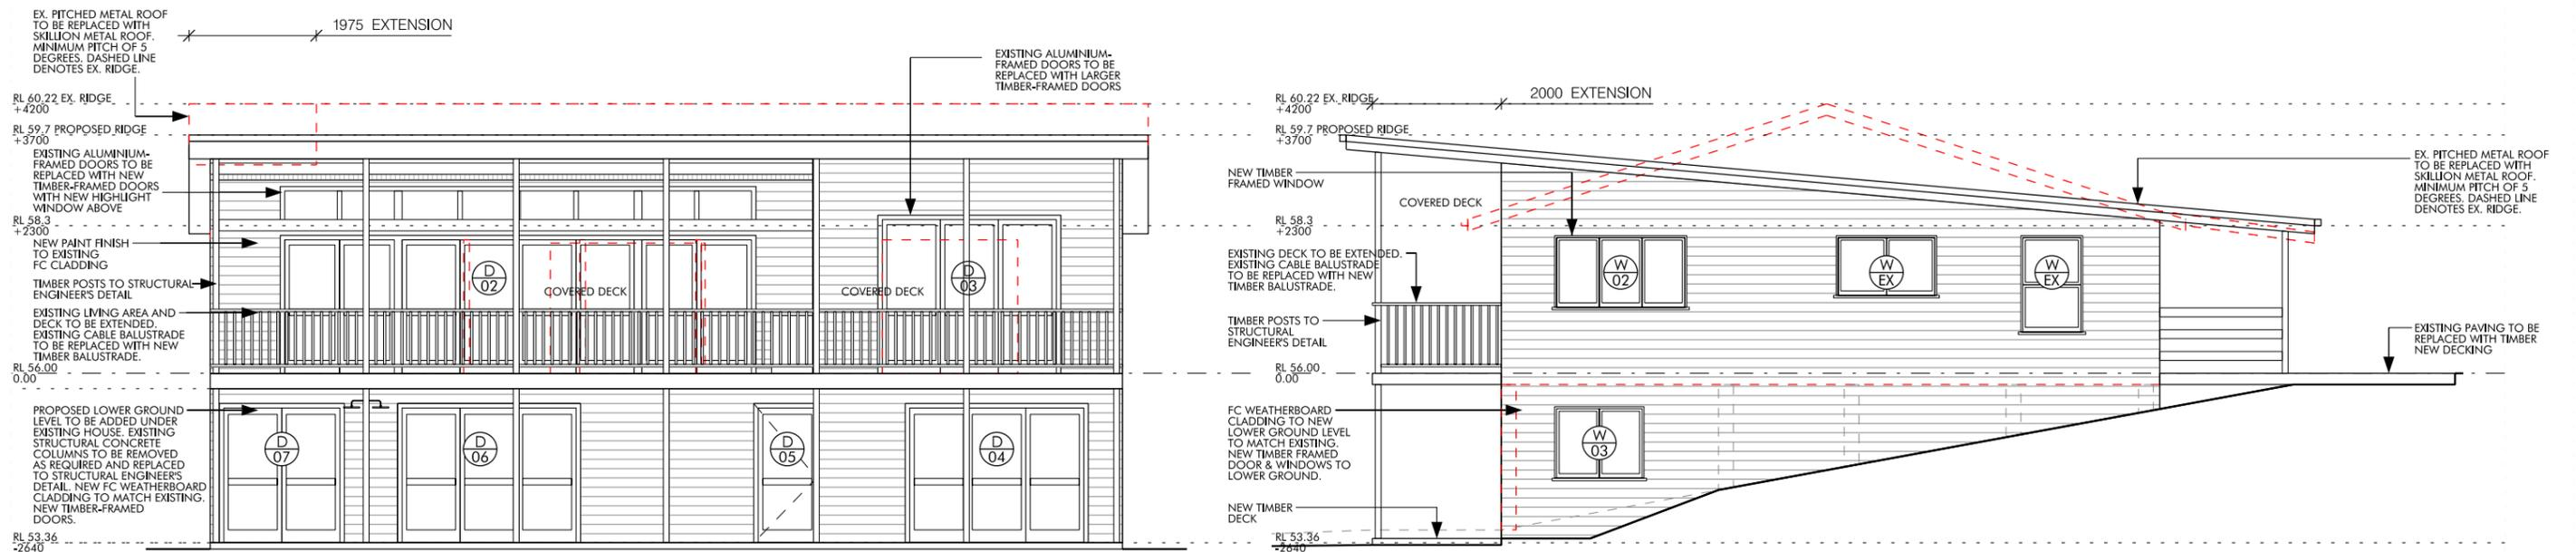 EX. PITCHED METAL ROOF
TO BE REPLACED WITH
SKILLION METAL ROOF.
MINIMUM PITCH OF 5
DEGREES. DASHED LINE
DENOTES EX. RIDGE.
1975 EXTENSION
EXISTING ALUMINIUM-
FRAMED DOORS TO BE
REPLACED WITH LARGER
TIMBER-FRAMED DOORS
RL 60.22 EX. RIDGE
+4200
RL 59.7 PROPOSED RIDGE
+3700
EXISTING ALUMINIUM-
FRAMED DOORS TO BE
REPLACED WITH NEW
TIMBER-FRAMED DOORS
WITH NEW HIGHLIGHT
WINDOW ABOVE
RL 58.3
+2300
NEW PAINT FINISH
TO EXISTING
FC CLADDING
TIMBER POSTS TO STRUCTURAL
ENGINEER'S DETAIL
EXISTING LIVING AREA AND
DECK TO BE EXTENDED.
EXISTING CABLE BALUSTRADE
TO BE REPLACED WITH NEW
TIMBER BALUSTRADE.
RL 56.00
0.00
PROPOSED LOWER GROUND
LEVEL TO BE ADDED UNDER
EXISTING HOUSE. EXISTING
STRUCTURAL CONCRETE
COLUMNS TO BE REMOVED
AS REQUIRED AND REPLACED
TO STRUCTURAL ENGINEER'S
DETAIL. NEW FC WEATHERBOARD
CLADDING TO MATCH EXISTING.
NEW TIMBER-FRAMED
DOORS.
RL 53.36
-2640
D
02
COVERED DECK
COVERED DECK
D
03
D
07
D
06
D
05
D
04
2000 EXTENSION
RL 60.22 EX. RIDGE
+4200
RL 59.7 PROPOSED RIDGE
+3700
NEW TIMBER
FRAMED WINDOW
COVERED DECK
RL 58.3
+2300
EXISTING DECK TO BE EXTENDED.
EXISTING CABLE BALUSTRADE
TO BE REPLACED WITH NEW
TIMBER BALUSTRADE.
TIMBER POSTS TO
STRUCTURAL
ENGINEER'S DETAIL
RL 56.00
0.00
FC WEATHERBOARD
CLADDING TO NEW
LOWER GROUND LEVEL
TO MATCH EXISTING.
NEW TIMBER FRAMED
DOOR & WINDOWS TO
LOWER GROUND.
NEW TIMBER
DECK
RL 53.36
-2640
W
02
W
EX
W
EX
W
03
EX. PITCHED METAL ROOF
TO BE REPLACED WITH
SKILLION METAL ROOF.
MINIMUM PITCH OF 5
DEGREES. DASHED LINE
DENOTES EX. RIDGE.
EXISTING PAVING TO BE
REPLACED WITH TIMBER
NEW DECKING